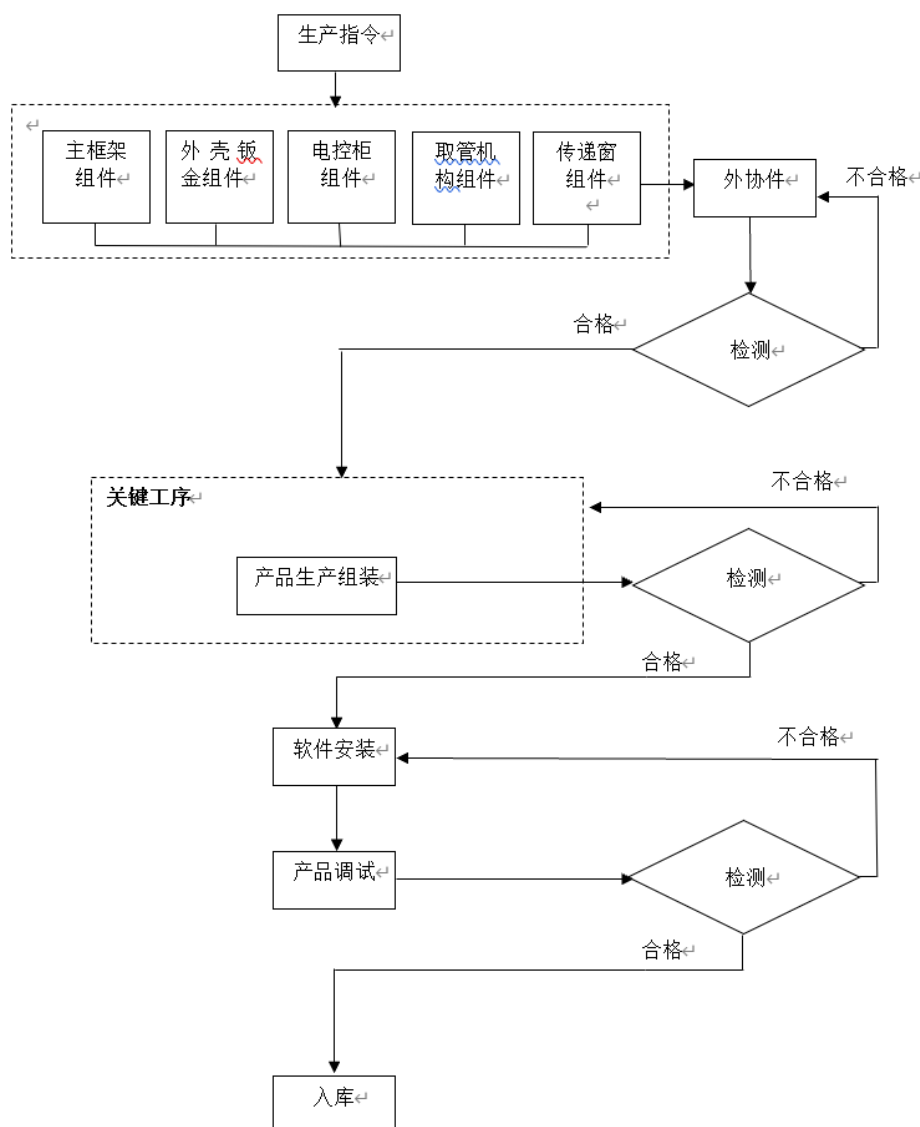 生产指令
主框架
组件
外 壳 钣
金组件
电控柜
组件
取管机
构组件
传递窗
组件
外协件
不合格
合格
检测
关键工序
不合格
产品生产组装
检测
合格
软件安装
不合格
产品调试
检测
合格
入库